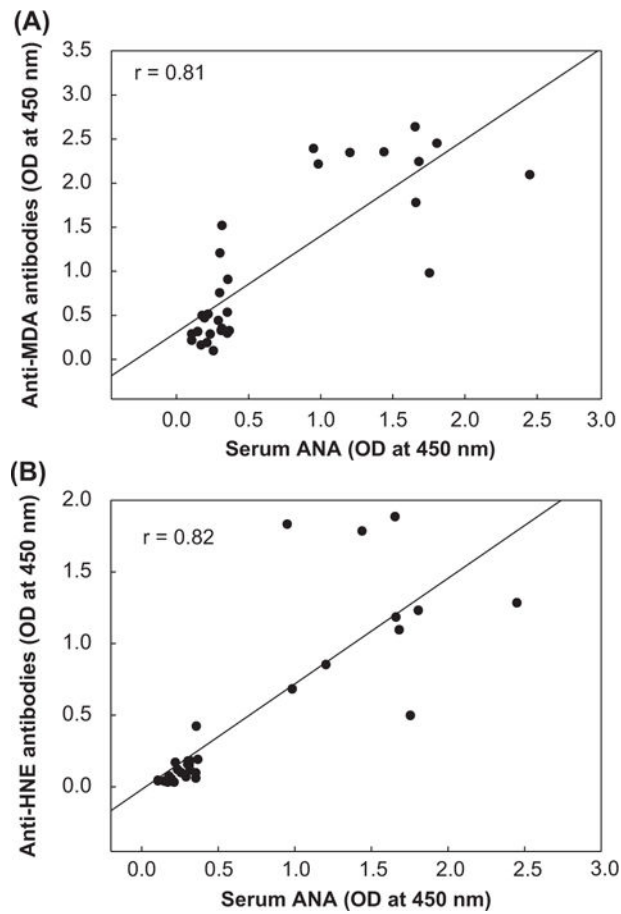 (A)
3.5
r = 0.81
3.0
2.5
2.0
1.5
1.0
0.5
0.0
Anti-MDA antibodies (OD at 450 nm)
0.0 0.5 1.0 1.5 2.0 2.5 3.0
Serum ANA (OD at 450 nm)
(B)
2.0
r = 0.82
1.5
1.0
0.5
0.0
Anti-HNE antibodies (OD at 450 nm)
0.0 0.5 1.0 1.5 2.0 2.5 3.0
Serum ANA (OD at 450 nm)